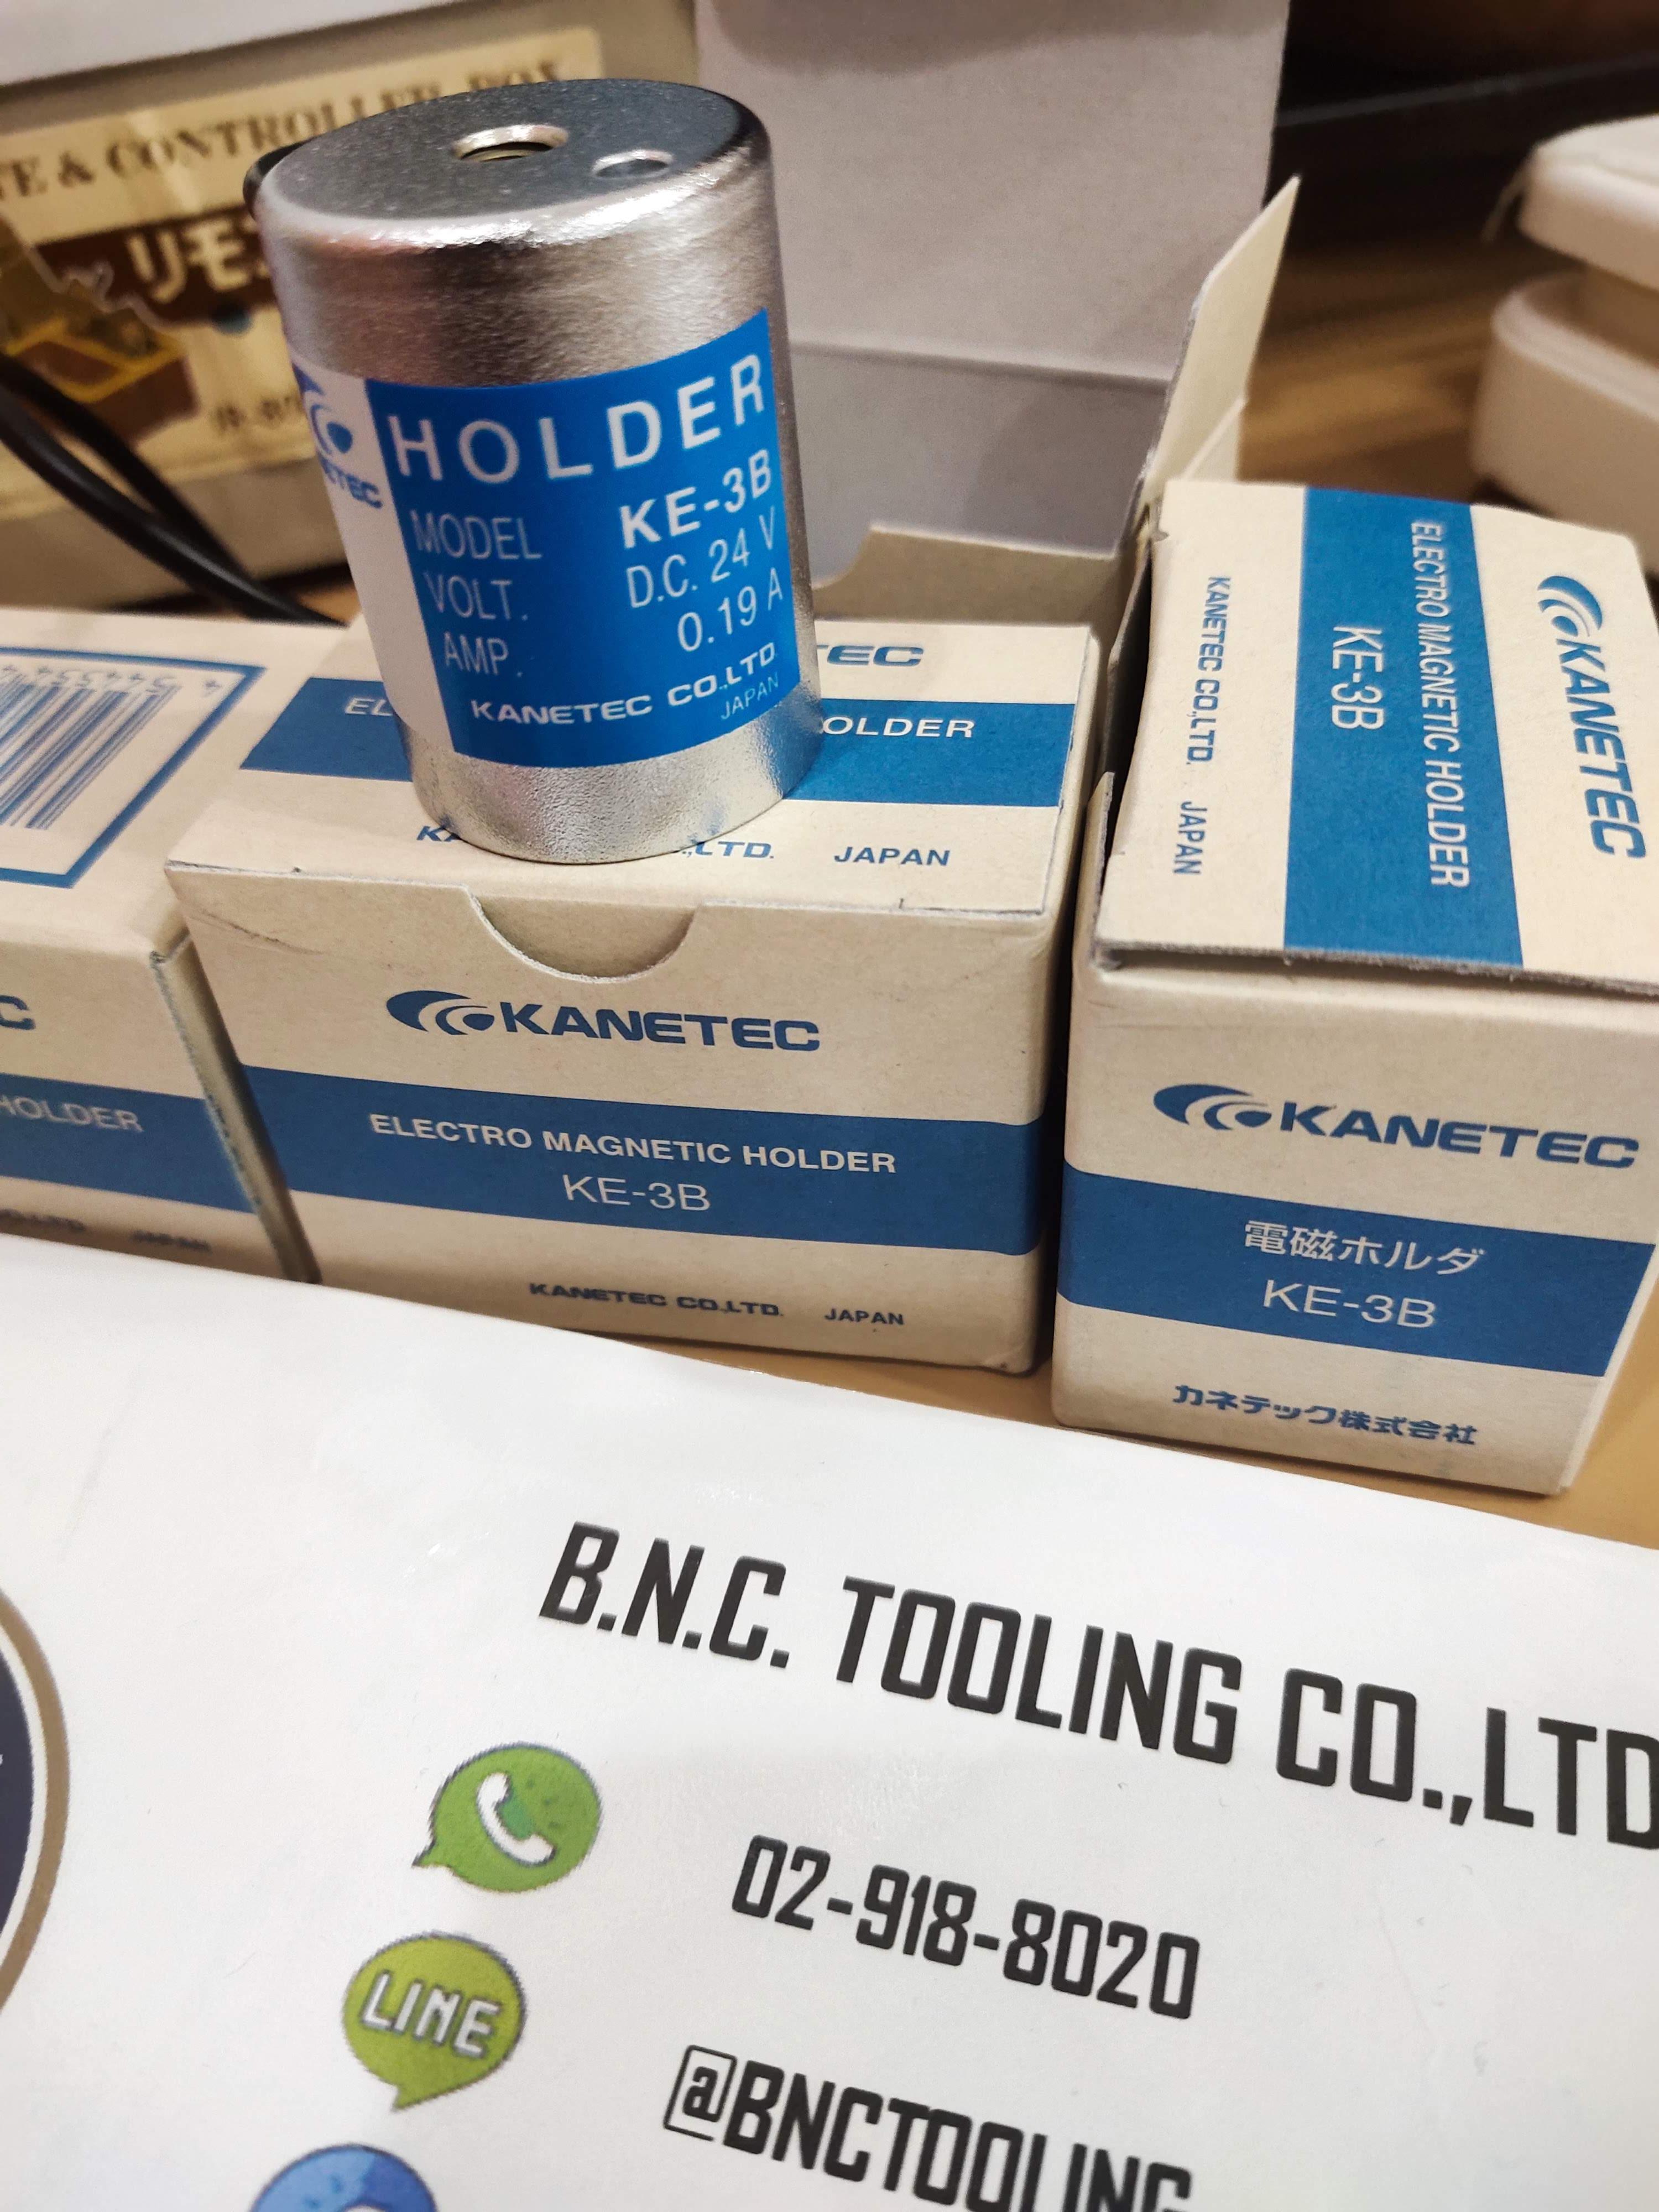 & CONTROLLER BOX
リモ
HOLDER
MODEL KE-3B
VOLT. D.C. 24 V
AMP. 0.19 A
KANETEC CO.,LTD.
JAPAN
JAPAN
KANETEC
ELECTRO MAGNETIC HOLDER
KE-3B
KANETEC CO.,LTD. JAPAN
HOLDER
JAPAN
KANETEC
ELECTRO MAGNETIC HOLDER
KE-3B
KANETEC CO.,LTD. JAPAN
KANETEC
電磁ホルダ
KE-3B
カネテック株式会社
B.N.C. TOOLING CO.,LTD
02-918-8020
LINE
@BNCTOOLING